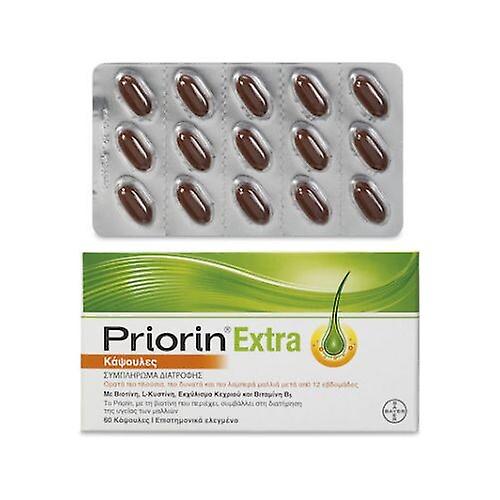 Priorin® Extra
Κάψουλες
ΣΥΜΠΛΗΡΩΜΑ ΔΙΑΤΡΟΦΗΣ
Ορατά πιο πλούσια, πιο δυνατά και πιο λαμπερά μαλλιά μετά από 12 εβδομάδες
Με Βιοτίνη, L-Κυστίνη, Εκχύλισμα Κεχριού και Βιταμίνη B5
Το Priorin, με τη βιοτίνη που περιέχει, συμβάλλει στη διατήρηση
της υγείας των μαλλιών
60 Κάψουλες | Επιστημονικά ελεγμένο
BAYER